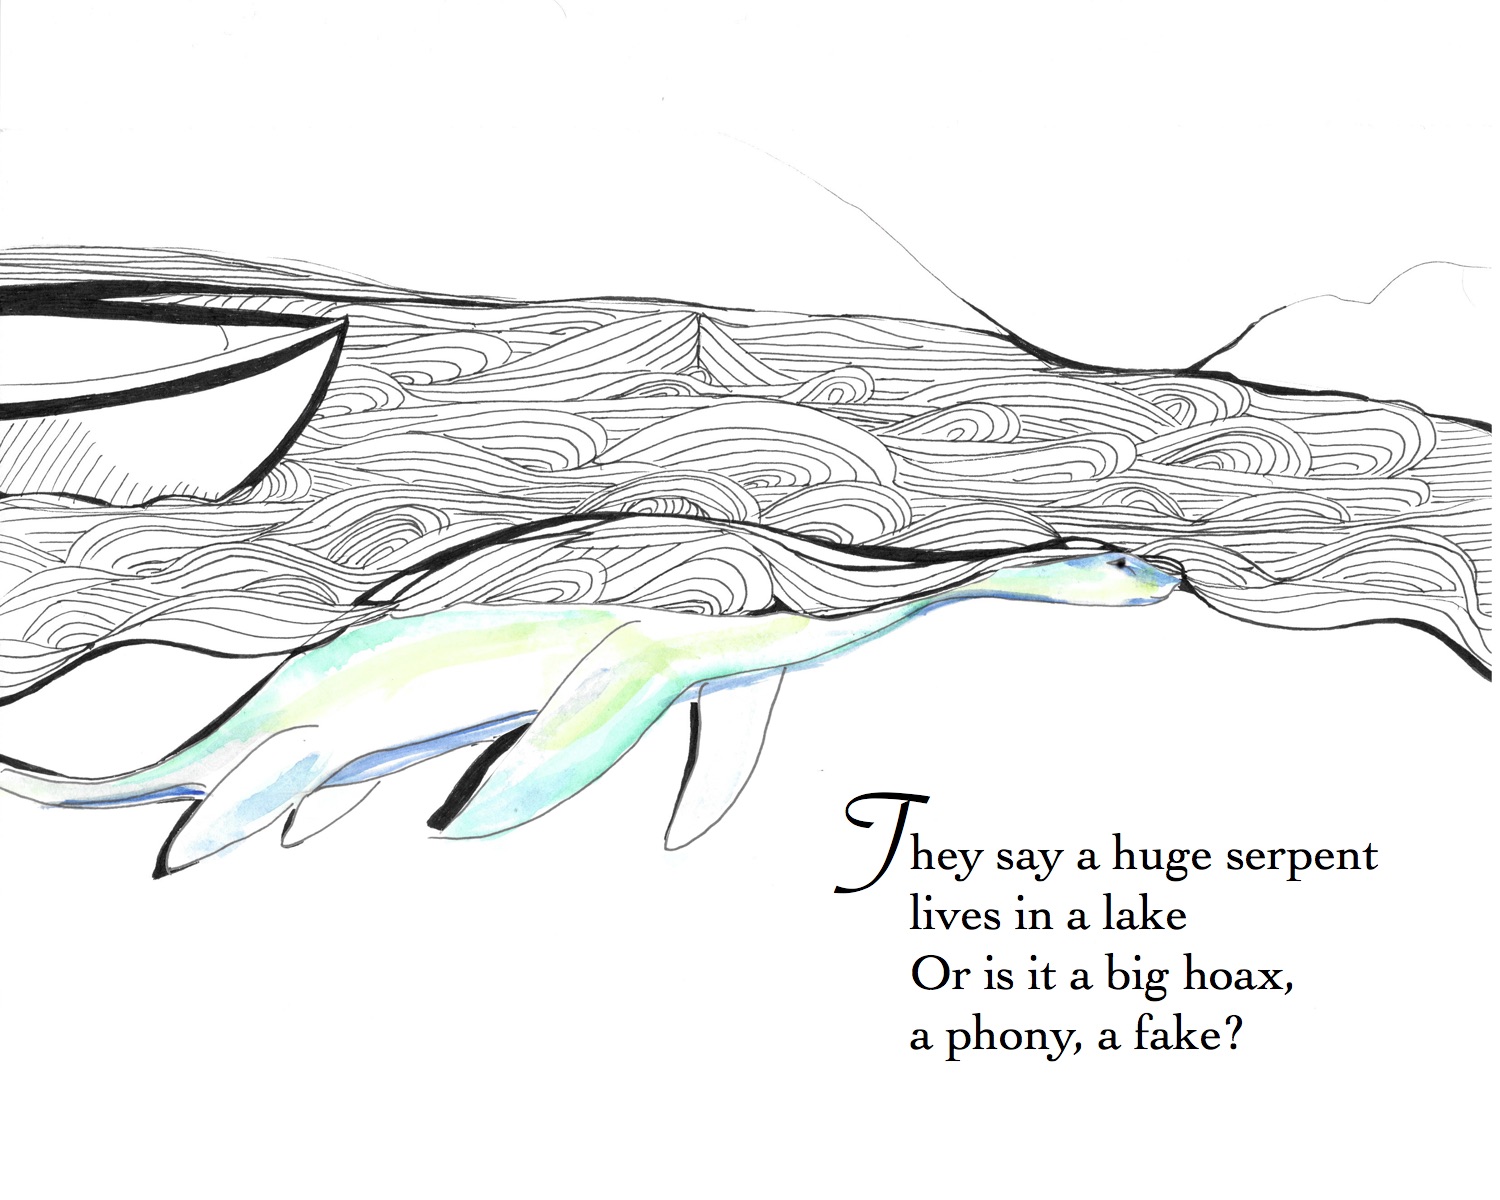 They say a huge serpent
lives in a lake
Or is it a big hoax,
a phony, a fake?